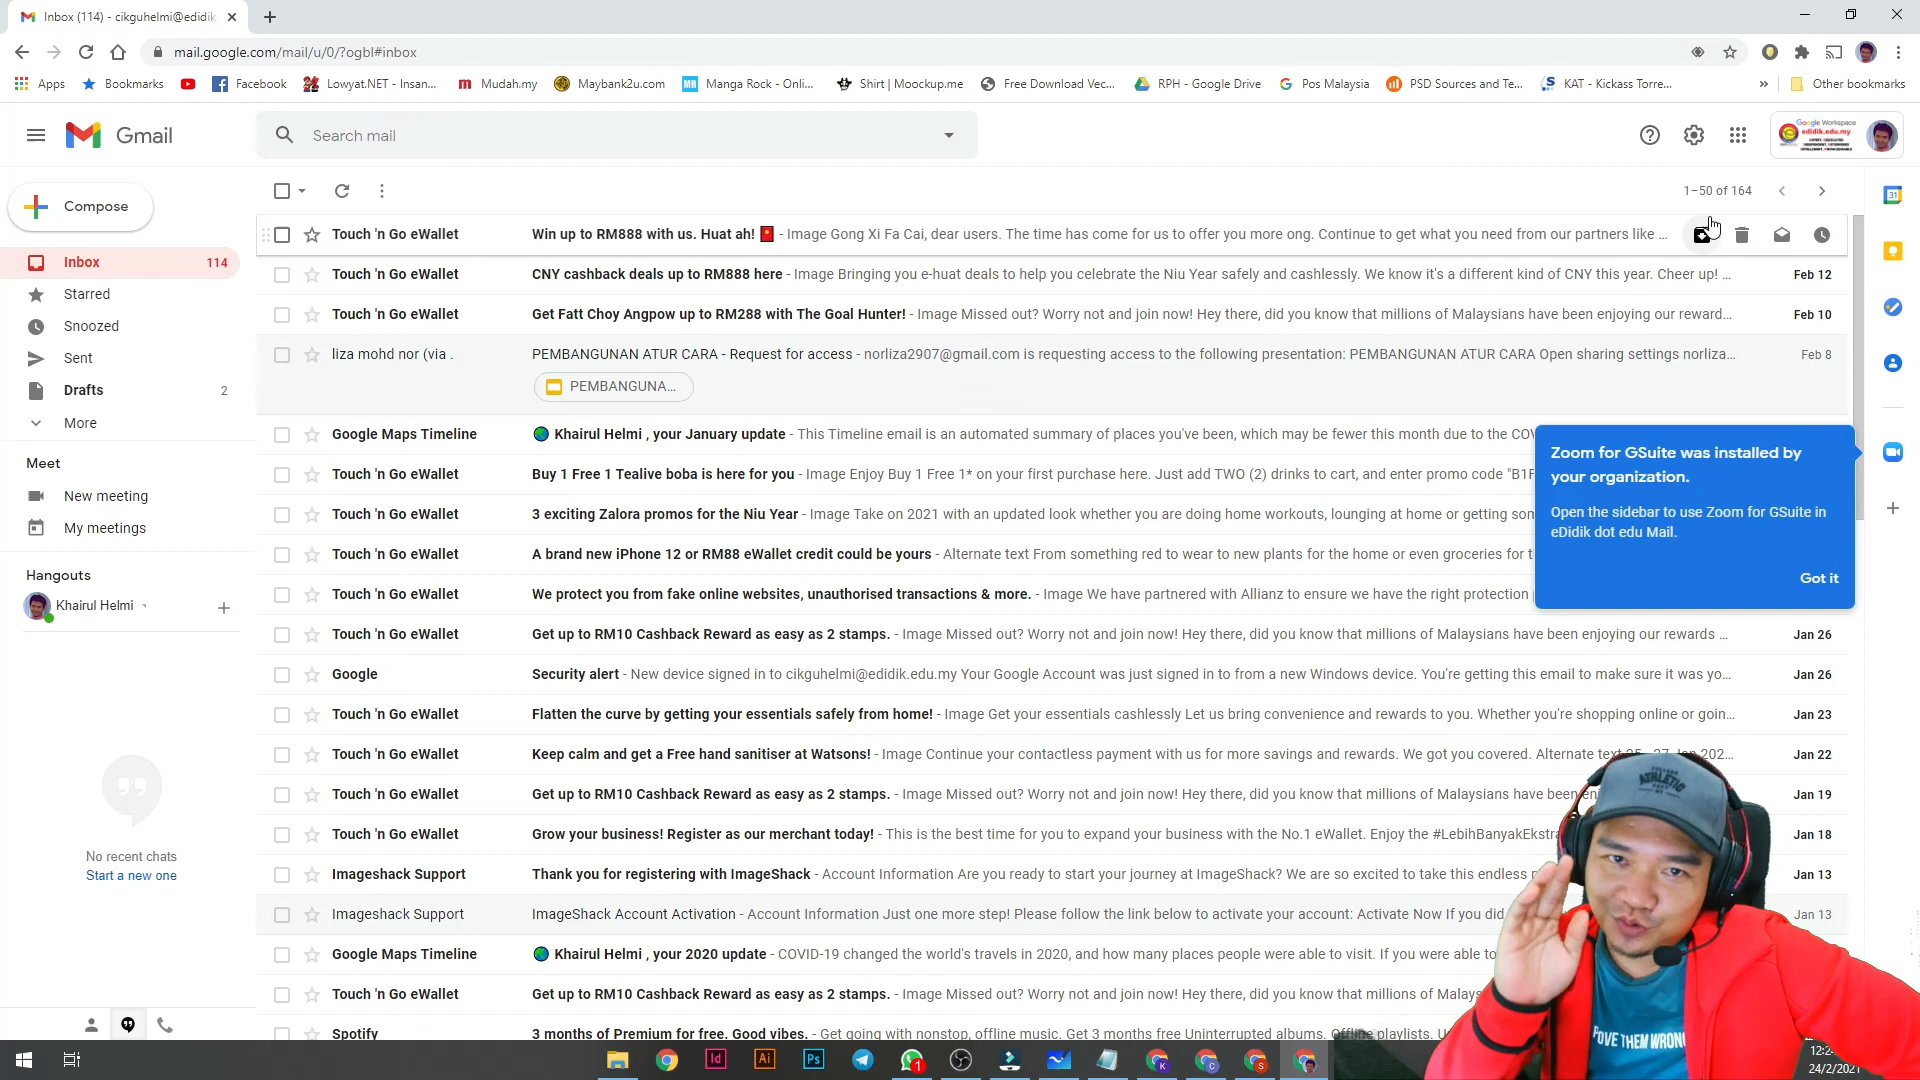 Inbox (114) - cikguhelmi@edidik
mail.google.com/mail/u/0/?ogbl#inbox
Apps Bookmarks Facebook Lowyat.NET - Insan... Mudah.my Maybank2u.com Manga Rock - Onli... Shirt | Moockup.me Free Download Vec... RPH - Google Drive Pos Malaysia PSD Sources and Te... KAT - Kickass Torre... » Other bookmarks
Gmail
Search mail
Google Workspace
edidik.edu.my
1–50 of 164
Compose
Inbox 114
Starred
Snoozed
Sent
Drafts 2
More
Meet
New meeting
My meetings
Hangouts
Khairul Helmi
No recent chats
Start a new one
Touch 'n Go eWallet Win up to RM888 with us. Huat ah! - Image Gong Xi Fa Cai, dear users. The time has come for us to offer you more ong. Continue to get what you need from our partners like ...
Touch 'n Go eWallet CNY cashback deals up to RM888 here - Image Bringing you e-huat deals to help you celebrate the Niu Year safely and cashlessly. We know it's a different kind of CNY this year. Cheer up! ... Feb 12
Touch 'n Go eWallet Get Fatt Choy Angpow up to RM288 with The Goal Hunter! - Image Missed out? Worry not and join now! Hey there, did you know that millions of Malaysians have been enjoying our reward... Feb 10
liza mohd nor (via . PEMBANGUNAN ATUR CARA - Request for access - norliza2907@gmail.com is requesting access to the following presentation: PEMBANGUNAN ATUR CARA Open sharing settings norliza... Feb 8
PEMBANGUNA...
Google Maps Timeline Khairul Helmi , your January update - This Timeline email is an automated summary of places you've been, which may be fewer this month due to the COV
Touch 'n Go eWallet Buy 1 Free 1 Tealive boba is here for you - Image Enjoy Buy 1 Free 1* on your first purchase here. Just add TWO (2) drinks to cart, and enter promo code "B1F
Touch 'n Go eWallet 3 exciting Zalora promos for the Niu Year - Image Take on 2021 with an updated look whether you are doing home workouts, lounging at home or getting son
Touch 'n Go eWallet A brand new iPhone 12 or RM88 eWallet credit could be yours - Alternate text From something red to wear to new plants for the home or even groceries for t
Touch 'n Go eWallet We protect you from fake online websites, unauthorised transactions & more. - Image We have partnered with Allianz to ensure we have the right protection
Zoom for GSuite was installed by
your organization.
Open the sidebar to use Zoom for GSuite in
eDidik dot edu Mail.
Got it
Touch 'n Go eWallet Get up to RM10 Cashback Reward as easy as 2 stamps. - Image Missed out? Worry not and join now! Hey there, did you know that millions of Malaysians have been enjoying our rewards ... Jan 26
Google Security alert - New device signed in to cikguhelmi@edidik.edu.my Your Google Account was just signed in to from a new Windows device. You're getting this email to make sure it was yo... Jan 26
Touch 'n Go eWallet Flatten the curve by getting your essentials safely from home! - Image Get your essentials cashlessly Let us bring convenience and rewards to you. Whether you're shopping online or goin... Jan 23
Touch 'n Go eWallet Keep calm and get a Free hand sanitiser at Watsons! - Image Continue your contactless payment with us for more savings and rewards. We got you covered. Alternate text 25 - 27 Jan 202... Jan 22
Touch 'n Go eWallet Get up to RM10 Cashback Reward as easy as 2 stamps. - Image Missed out? Worry not and join now! Hey there, did you know that millions of Malaysians have been Jan 19
Touch 'n Go eWallet Grow your business! Register as our merchant today! - This is the best time for you to expand your business with the No.1 eWallet. Enjoy the #LebihBanyakEkstra Jan 18
Imageshack Support Thank you for registering with ImageShack - Account Information Are you ready to start your journey at ImageShack? We are so excited to take this endless Jan 13
Imageshack Support ImageShack Account Activation - Account Information Just one more step! Please follow the link below to activate your account: Activate Now If you did Jan 13
Google Maps Timeline Khairul Helmi , your 2020 update - COVID-19 changed the world's travels in 2020, and how many places people were able to visit. If you were able to
Touch 'n Go eWallet Get up to RM10 Cashback Reward as easy as 2 stamps. - Image Missed out? Worry not and join now! Hey there, did you know that millions of Malays
Spotify 3 months of Premium for free. Good vibes. - Get going with nonstop, offline music. Get 3 months free Uninterrupted albums. Offline playlists. U
ATHLETIC
PROVE THEM WRONG
31
Id Ai Ps 1 K C S
12:2
24/2/2021